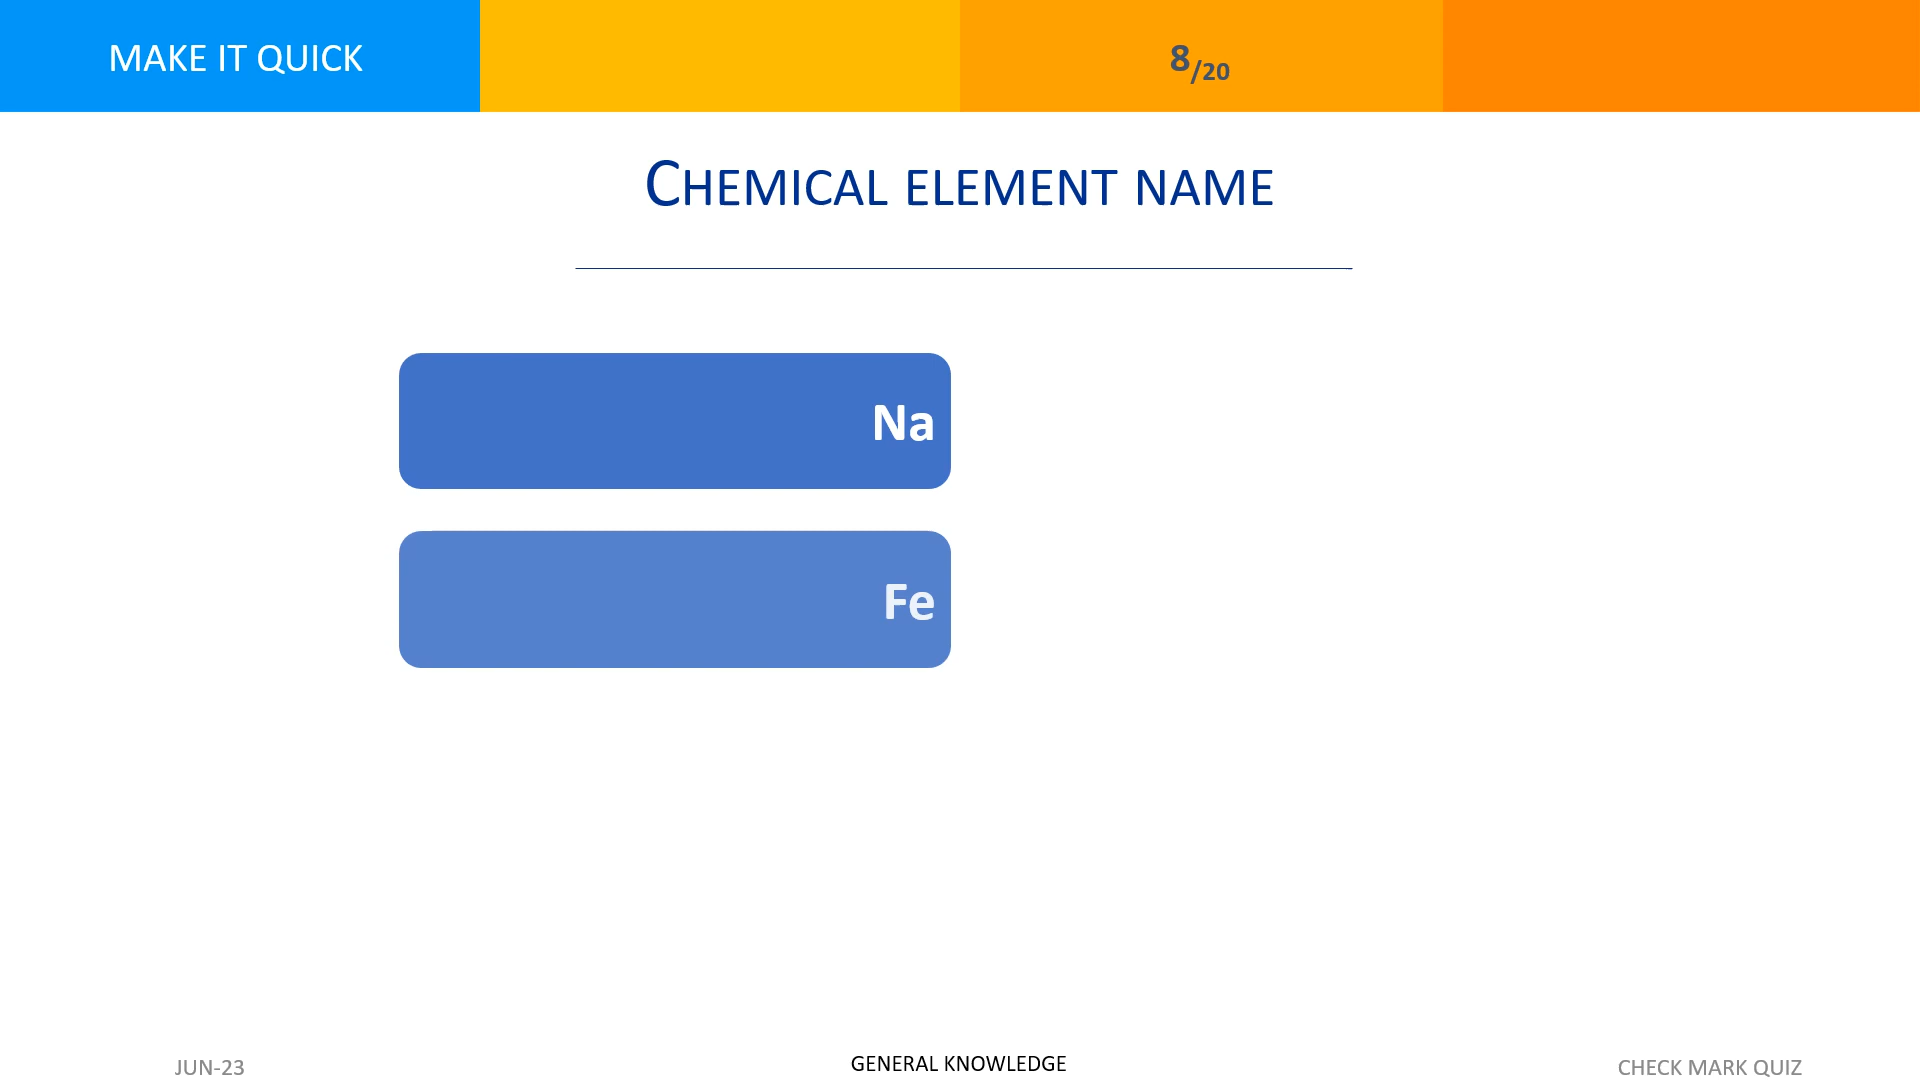 MAKE IT QUICK
8/20
CHEMICAL ELEMENT NAME
Na
Fe
JUN-23
GENERAL KNOWLEDGE
CHECK MARK QUIZ